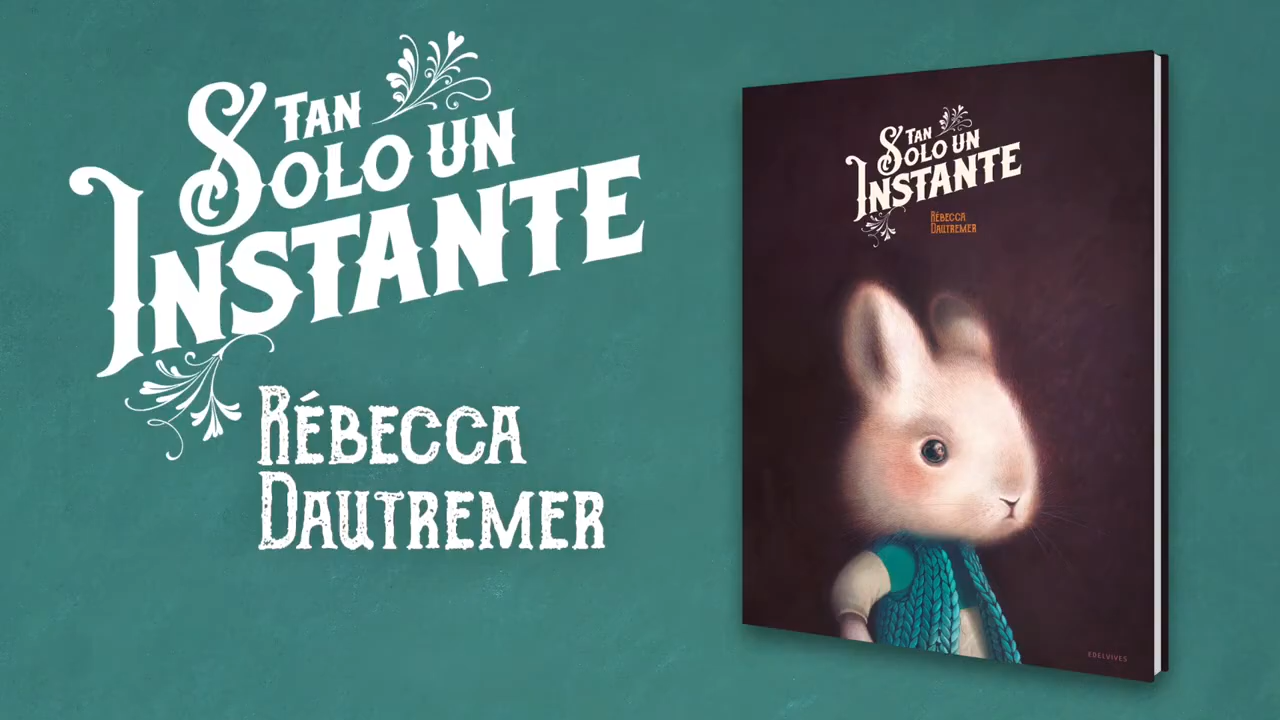 TAN
SOLO UN
INSTANTE
RÉBECCA
DAUTREMER
TAN
SOLO UN
INSTANTE
RÉBECCA
DAUTREMER
EDELVIVES